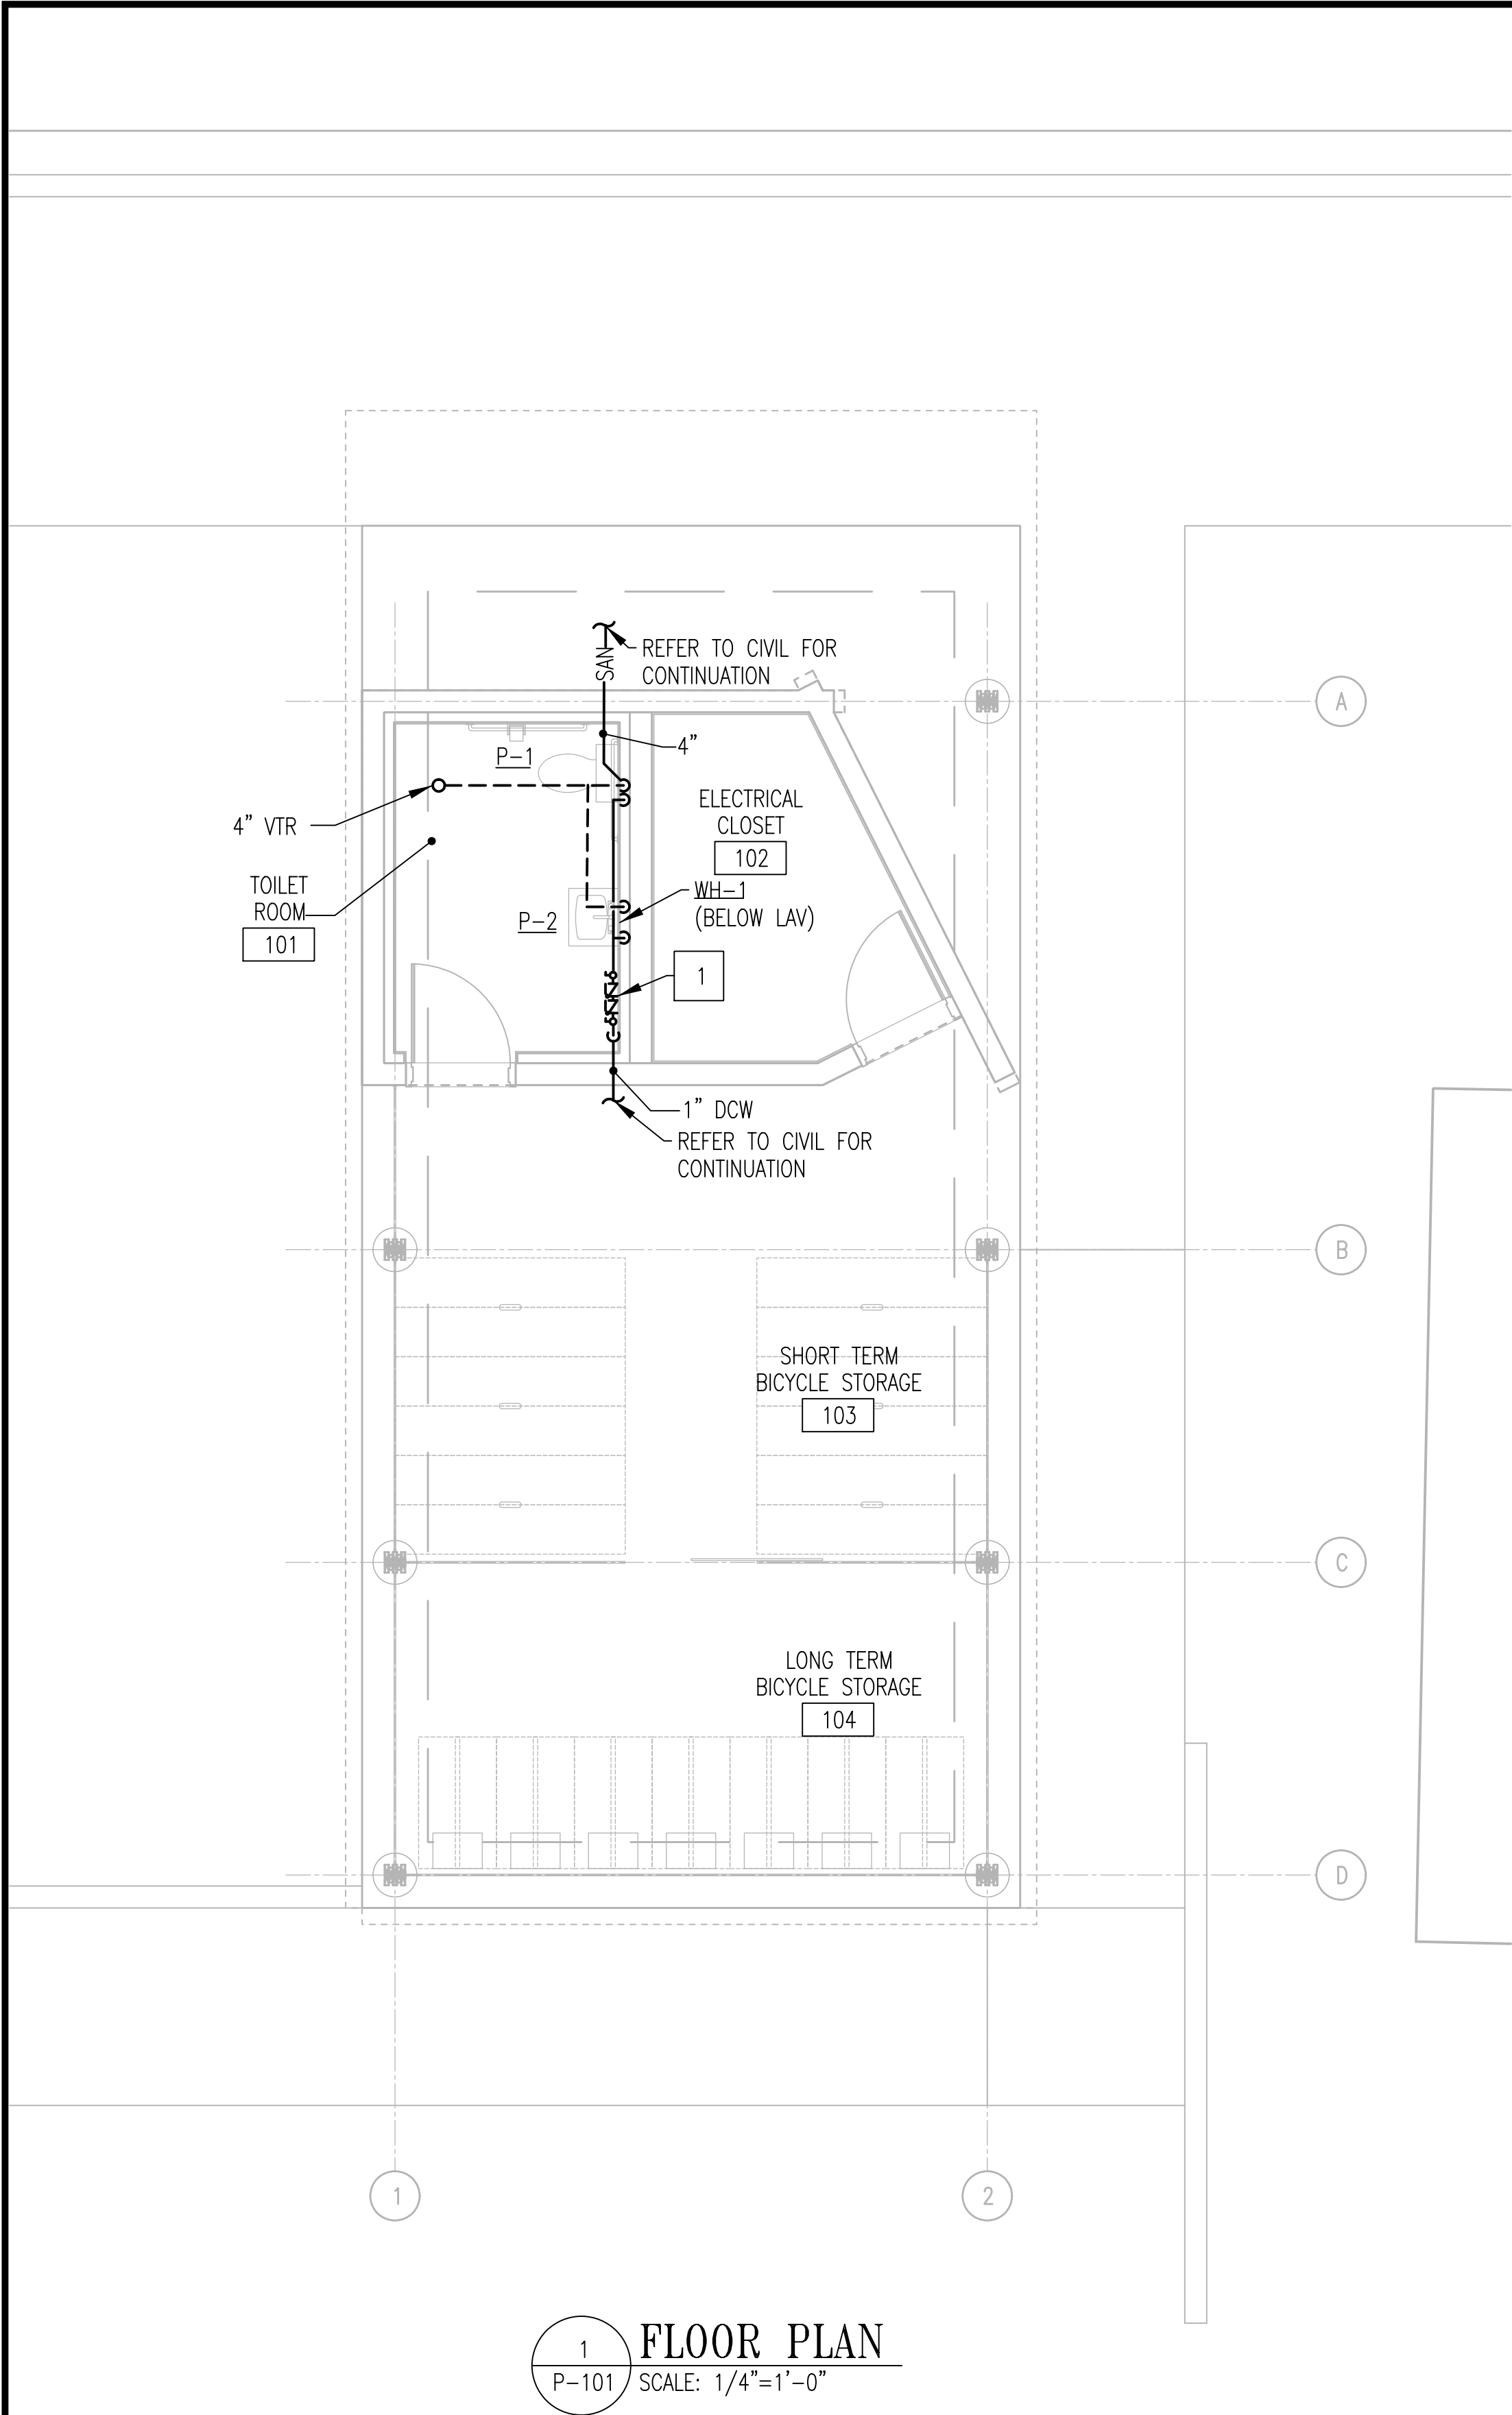 REFER TO CIVIL FOR
CONTINUATION
SAN
A
4"
P-1
4" VTR
ELECTRICAL
CLOSET
102
TOILET
ROOM
101
WH-1
(BELOW LAV)
P-2
1
1" DCW
REFER TO CIVIL FOR
CONTINUATION
B
SHORT TERM
BICYCLE STORAGE
103
C
LONG TERM
BICYCLE STORAGE
104
D
1
2
1
P-101
FLOOR PLAN
SCALE: 1/4"=1'-0"